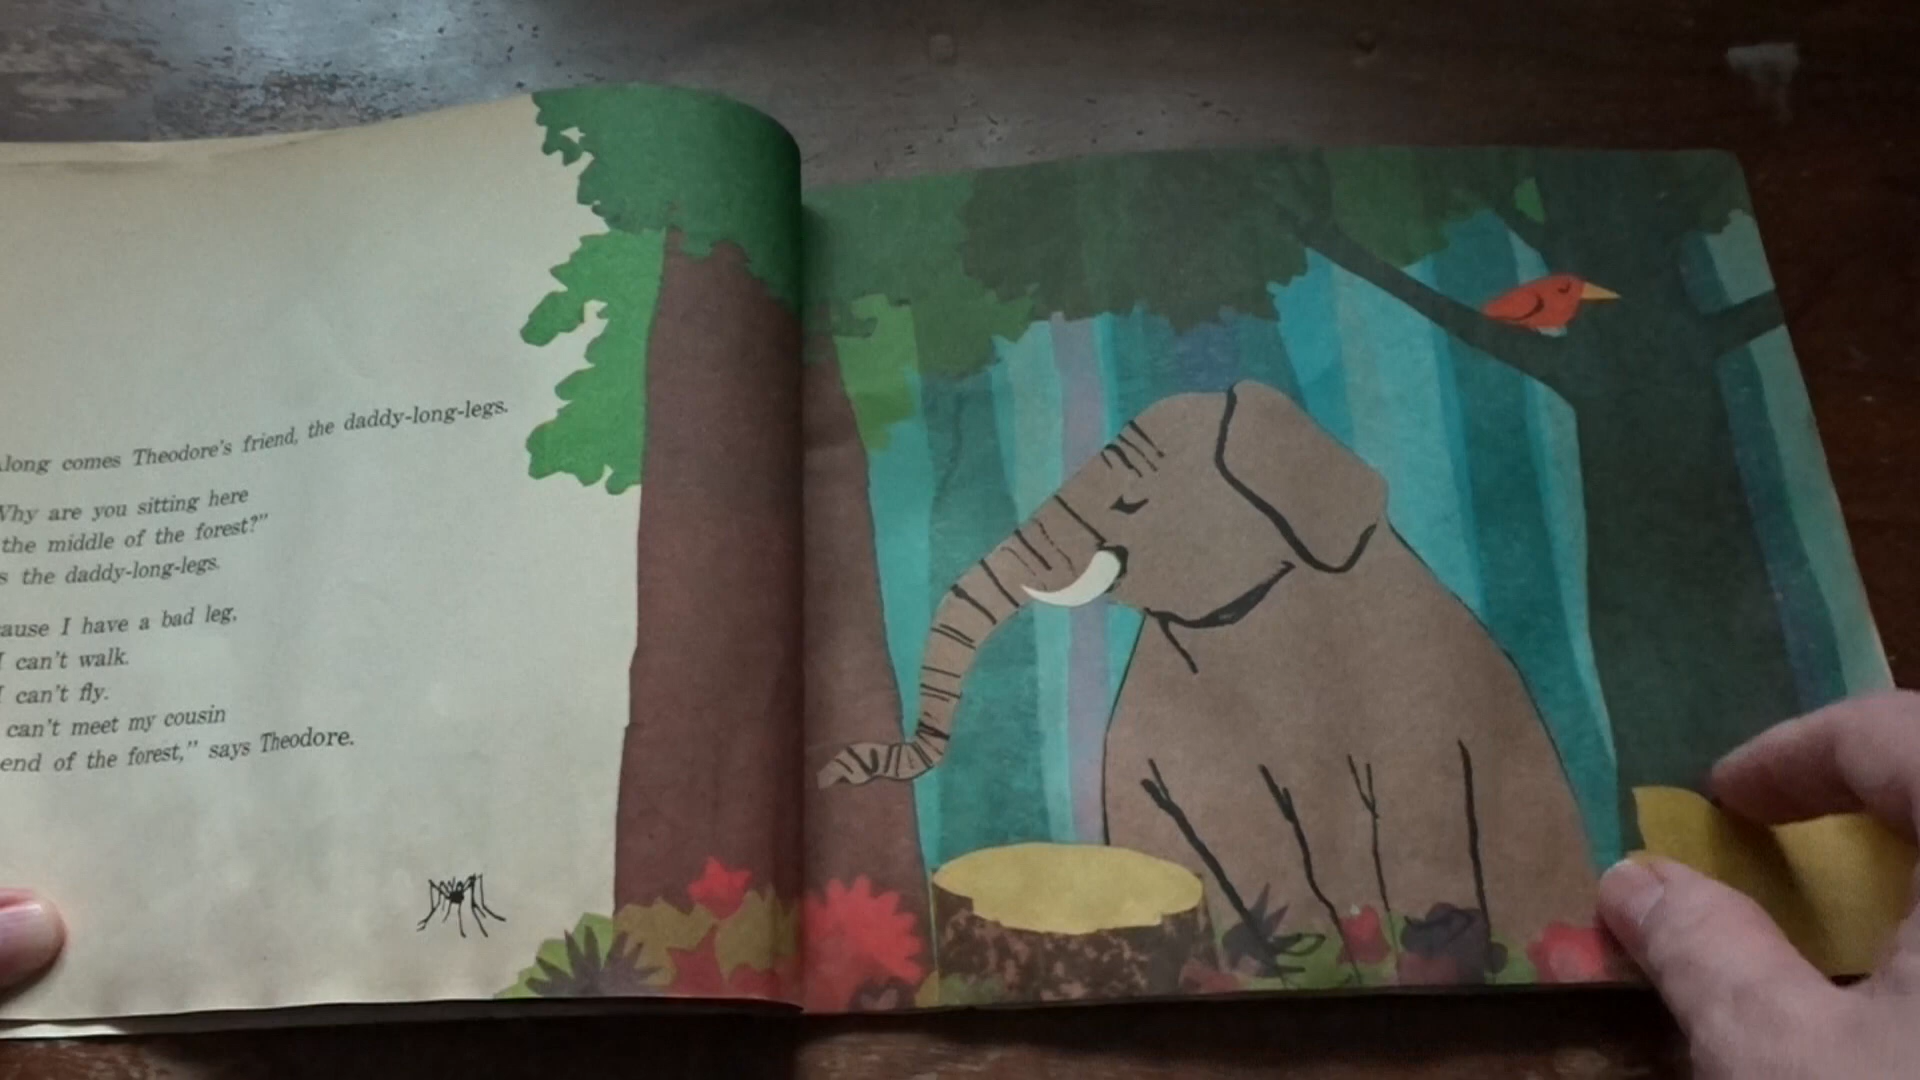 long comes Theodore's friend, the daddy-long-legs.
Why are you sitting here
the middle of the forest?"
s the daddy-long-legs.
ause I have a bad leg,
I can't walk.
I can't fly.
can't meet my cousin
end of the forest," says Theodore.